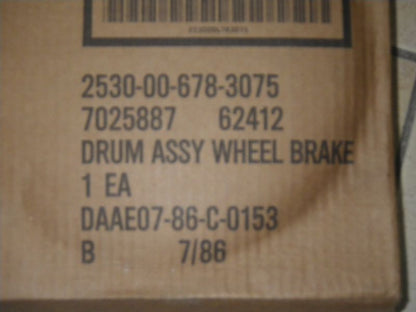 2530-00-678-3075
7025887 62412
DRUM ASSY WHEEL BRAKE
1 EA
DAAE07-86-C-0153
B 7/86